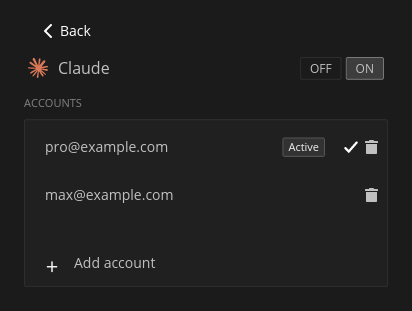 Back
Claude
OFF
ON
ACCOUNTS
pro@example.com
Active
max@example.com
+ Add account